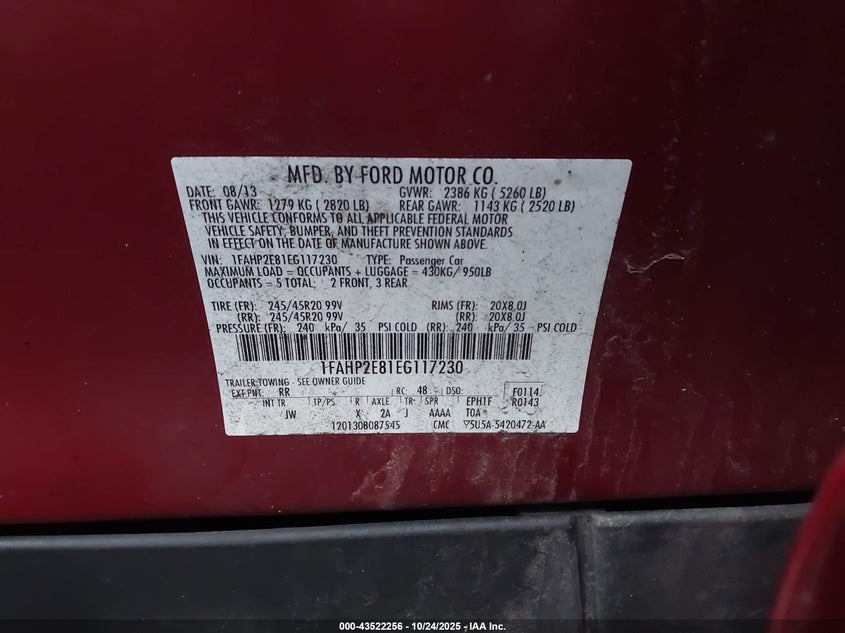 MFD. BY FORD MOTOR CO.
DATE: 08/13 GVWR: 2386 KG ( 5260 LB)
FRONT GAWR: 1279 KG ( 2820 LB) REAR GAWR: 1143 KG ( 2520 LB)
THIS VEHICLE CONFORMS TO ALL APPLICABLE FEDERAL MOTOR
VEHICLE SAFETY, BUMPER, AND THEFT PREVENTION STANDARDS
IN EFFECT ON THE DATE OF MANUFACTURE SHOWN ABOVE.
VIN: 1FAHP2E81EG117230 TYPE: Passenger Car
MAXIMUM LOAD = OCCUPANTS + LUGGAGE = 430KG/ 950LB
OCCUPANTS = 5 TOTAL; 2 FRONT, 3 REAR
TIRE (FR): 245/45R20 99V RIMS (FR): 20X8.0J
(RR): 245/45R20 99V (RR): 20X8.0J
PRESSURE (FR): 240 kPa/ 35 PSI COLD (RR): 240 kPa/ 35 PSI COLD
1FAHP2E81EG117230
TRAILER TOWING - SEE OWNER GUIDE
EXT PNT: RR RC: 48 DSO: F0114
INT TR TP/PS R AXLE TR SPR EPH1F R0143
JW X 2A J AAAA T0A
1201308087545 CMC ▽5U5A-5420472-AA
000-43522256 - 10/24/2025 - IAA Inc.